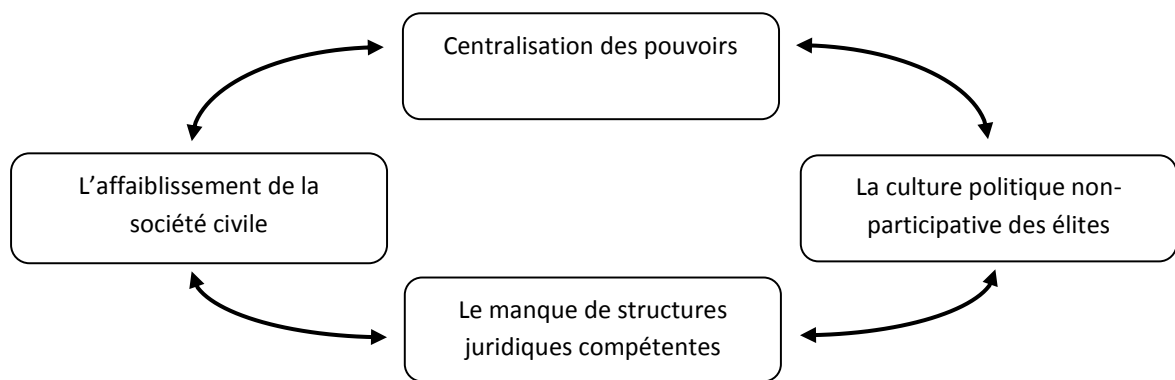 Centralisation des pouvoirs
L’affaiblissement de la
société civile
La culture politique non-
participative des élites
Le manque de structures
juridiques compétentes